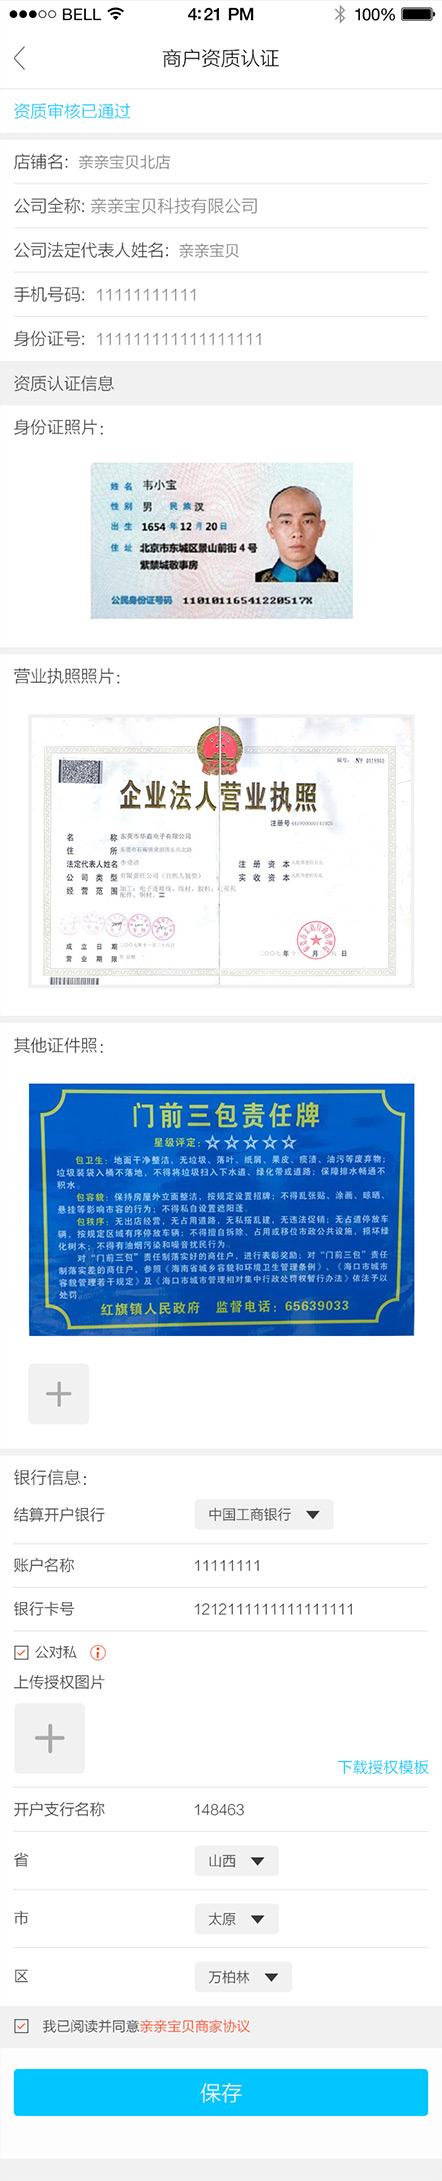 BELL 4:21 PM 100%
商户资质认证
资质审核已通过
店铺名: 亲亲宝贝北店
公司全称: 亲亲宝贝科技有限公司
公司法定代表人姓名: 亲亲宝贝
手机号码: 11111111111
身份证号: 111111111111111111
资质认证信息
身份证照片:
姓名 韦小宝
性别 男 民族 汉
出生 1654 年 12 月 20 日
住址 北京市东城区景山前街 4 号
紫禁城敬事房
公民身份证号码 11010116541220517X
营业执照照片:
企业法人营业执照
注册号
名称 东莞市华鑫电子有限公司
住所
法定代表人姓名
公司类型 有限责任公司
经营范围
注册资本
实收资本
成立日期
营业期限
年 月 日
其他证件照:
门前三包责任牌
星级评定: ☆☆☆☆☆
包卫生: 地面干净整洁, 无垃圾、落叶、纸屑、果皮、痰渍、油污等废弃物;
垃圾装袋入桶不落地, 不得将垃圾扫入下水道、绿化带或道路; 保障排水畅通不
积水。
包容貌: 保持房屋外立面整洁, 按规定设置招牌; 不得乱张贴、涂画、晾晒、
悬挂等影响市容的行为; 不得私自设置遮阳蓬。
包秩序: 无出店经营, 无占用道路, 无私搭乱建, 无违法促销; 无占道停放车
辆, 按规定区域有序停放车辆; 不得擅自拆除、占用或移位市政公共设施, 损坏绿
化树木; 不得有油烟污染和噪音扰民行为。
对“门前三包”责任制落实好的商住户, 进行表彰奖励; 对“门前三包”责任
制落实差的商住户, 参照《海南省城乡容貌和环境卫生管理条例》、《海口市城市
容貌管理若干规定》及《海口市城市管理相对集中行政处罚权暂行办法》依法予以
处罚。
红旗镇人民政府 监督电话: 65639033
银行信息:
结算开户银行 中国工商银行
账户名称 11111111
银行卡号 1212111111111111111
公对私
上传授权图片
下载授权模板
开户支行名称 148463
省 山西
市 太原
区 万柏林
我已阅读并同意亲亲宝贝商家协议
保存